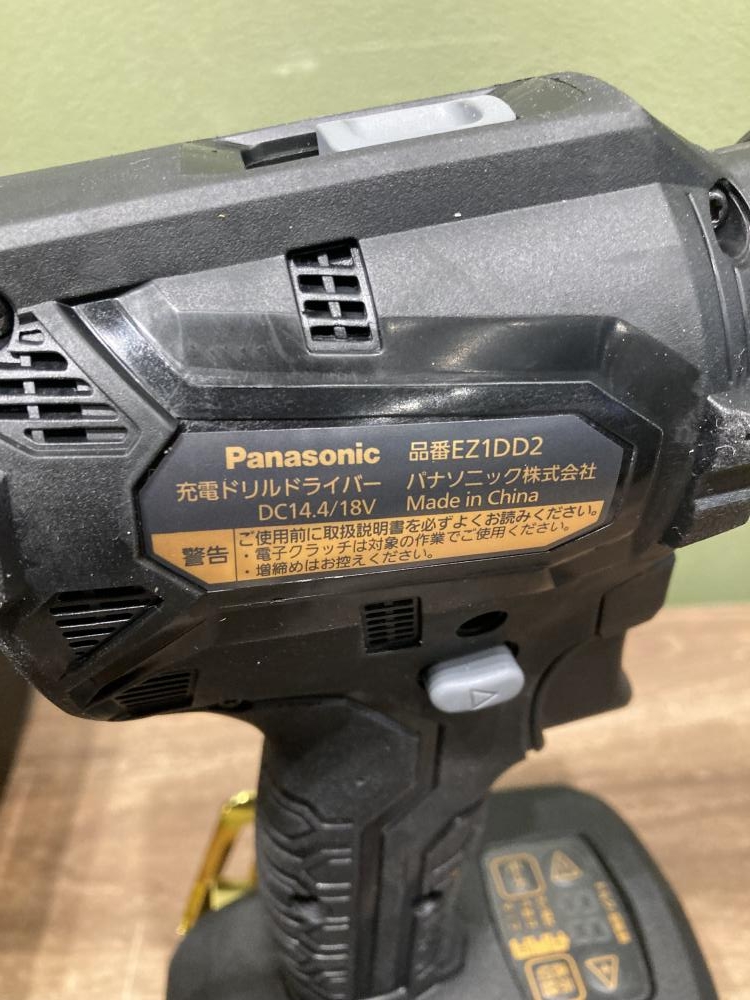 Panasonic 品番EZ1DD2
充電ドリルドライバー パナソニック株式会社
DC14.4/18V Made in China
警告 ご使用前に取扱説明書を必ずよくお読みください。
・電子クラッチは対象の作業でご使用ください。
・増締めはお控えください。